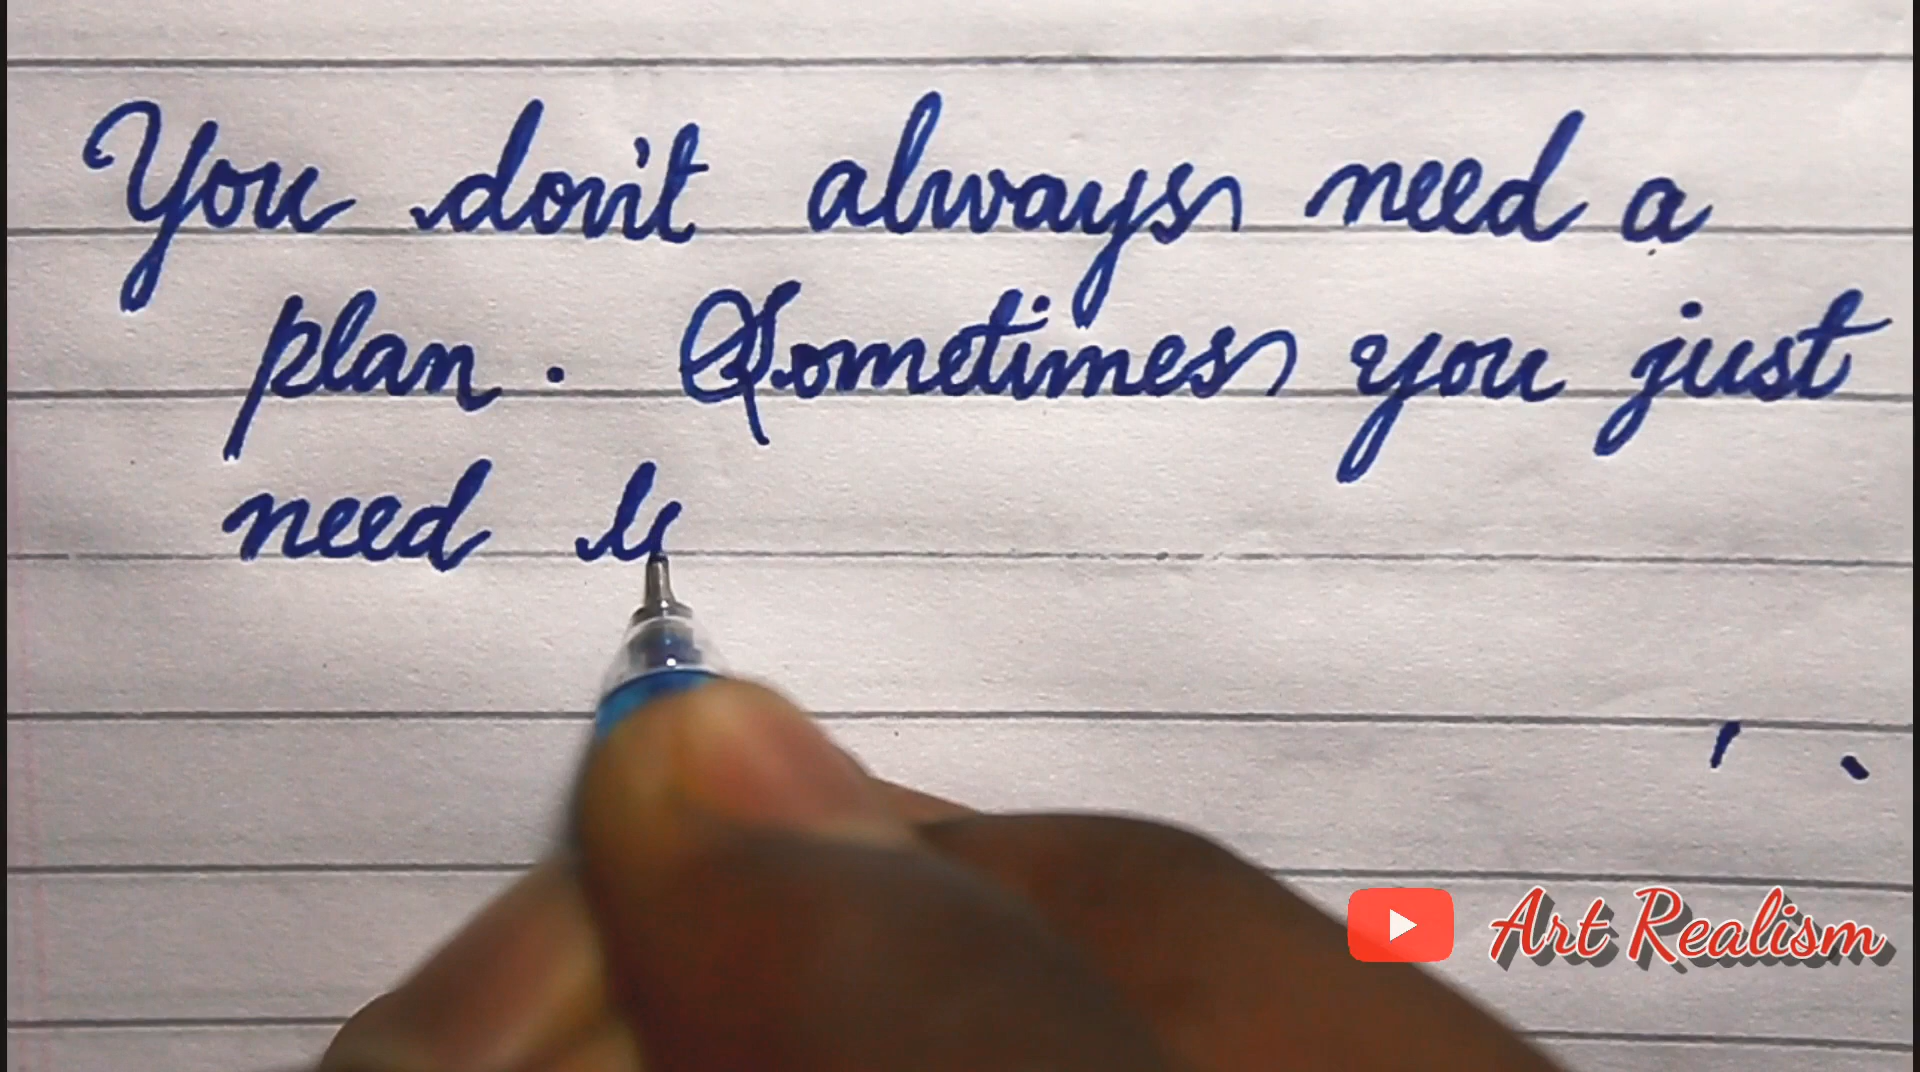 You don't always need a
plan. Sometimes you just
need
Art Realism